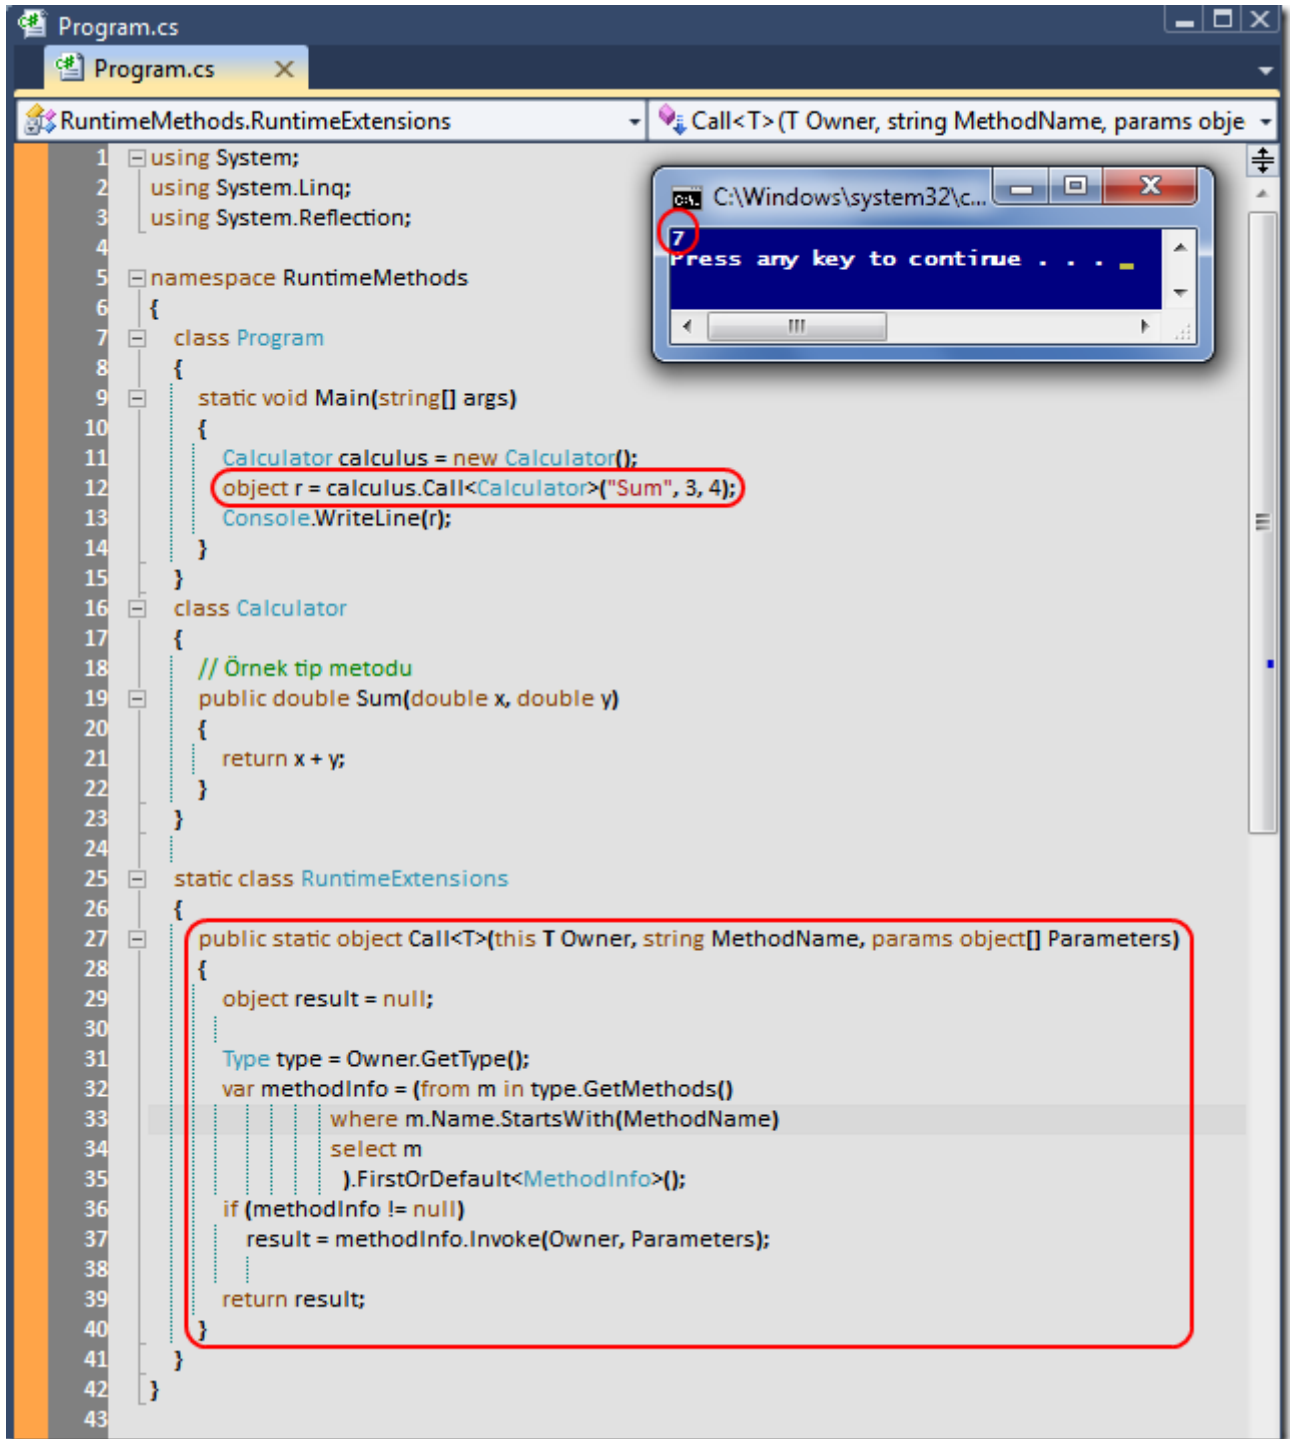 Program.cs
Program.cs
RuntimeMethods.RuntimeExtensions
Call<T>(T Owner, string MethodName, params obje
C:\Windows\system32\c...
7
Press any key to continue . . .
1 using System;
2 using System.Linq;
3 using System.Reflection;
4
5 namespace RuntimeMethods
6 {
7 class Program
8 {
9 static void Main(string[] args)
10 {
11 Calculator calculus = new Calculator();
12 object r = calculus.Call<Calculator>("Sum", 3, 4);
13 Console.WriteLine(r);
14 }
15 }
16 class Calculator
17 {
18 // Örnek tip metodu
19 public double Sum(double x, double y)
20 {
21 return x + y;
22 }
23 }
24
25 static class RuntimeExtensions
26 {
27 public static object Call<T>(this T Owner, string MethodName, params object[] Parameters)
28 {
29 object result = null;
30
31 Type type = Owner.GetType();
32 var methodInfo = (from m in type.GetMethods()
33 where m.Name.StartsWith(MethodName)
34 select m
35 ).FirstOrDefault<MethodInfo>();
36 if (methodInfo != null)
37 result = methodInfo.Invoke(Owner, Parameters);
38
39 return result;
40 }
41 }
42 }
43